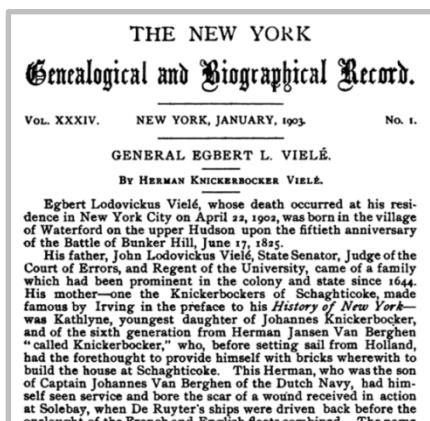 THE NEW YORK
Genealogical and Biographical Record.
VOL. XXXIV. NEW YORK, JANUARY, 1903. No. 1.
GENERAL EGBERT L. VIELÉ.
BY HERMAN KNICKERBOCKER VIELÉ.
Egbert Lodovickus Vielé, whose death occurred at his resi-
dence in New York City on April 22, 1902, was born in the village
of Waterford on the upper Hudson upon the fiftieth anniversary
of the Battle of Bunker Hill, June 17, 1825.
His father, John Lodovickus Vielé, State Senator, Judge of the
Court of Errors, and Regent of the University, came of a family
which had been prominent in the colony and state since 1644.
His mother—one the Knickerbockers of Schaghticoke, made
famous by Irving in the preface to his History of New York—
was Kathlyne, youngest daughter of Johannes Knickerbocker,
and of the sixth generation from Herman Jansen Van Berghen
"called Knickerbocker," who, before setting sail from Holland,
had the forethought to provide himself with bricks wherewith to
build the house at Schaghticoke. This Herman, who was the son
of Captain Johannes Van Berghen of the Dutch Navy, had him-
self seen service and bore the scar of a wound received in action
at Solebay, when De Ruyter's ships were driven back before the